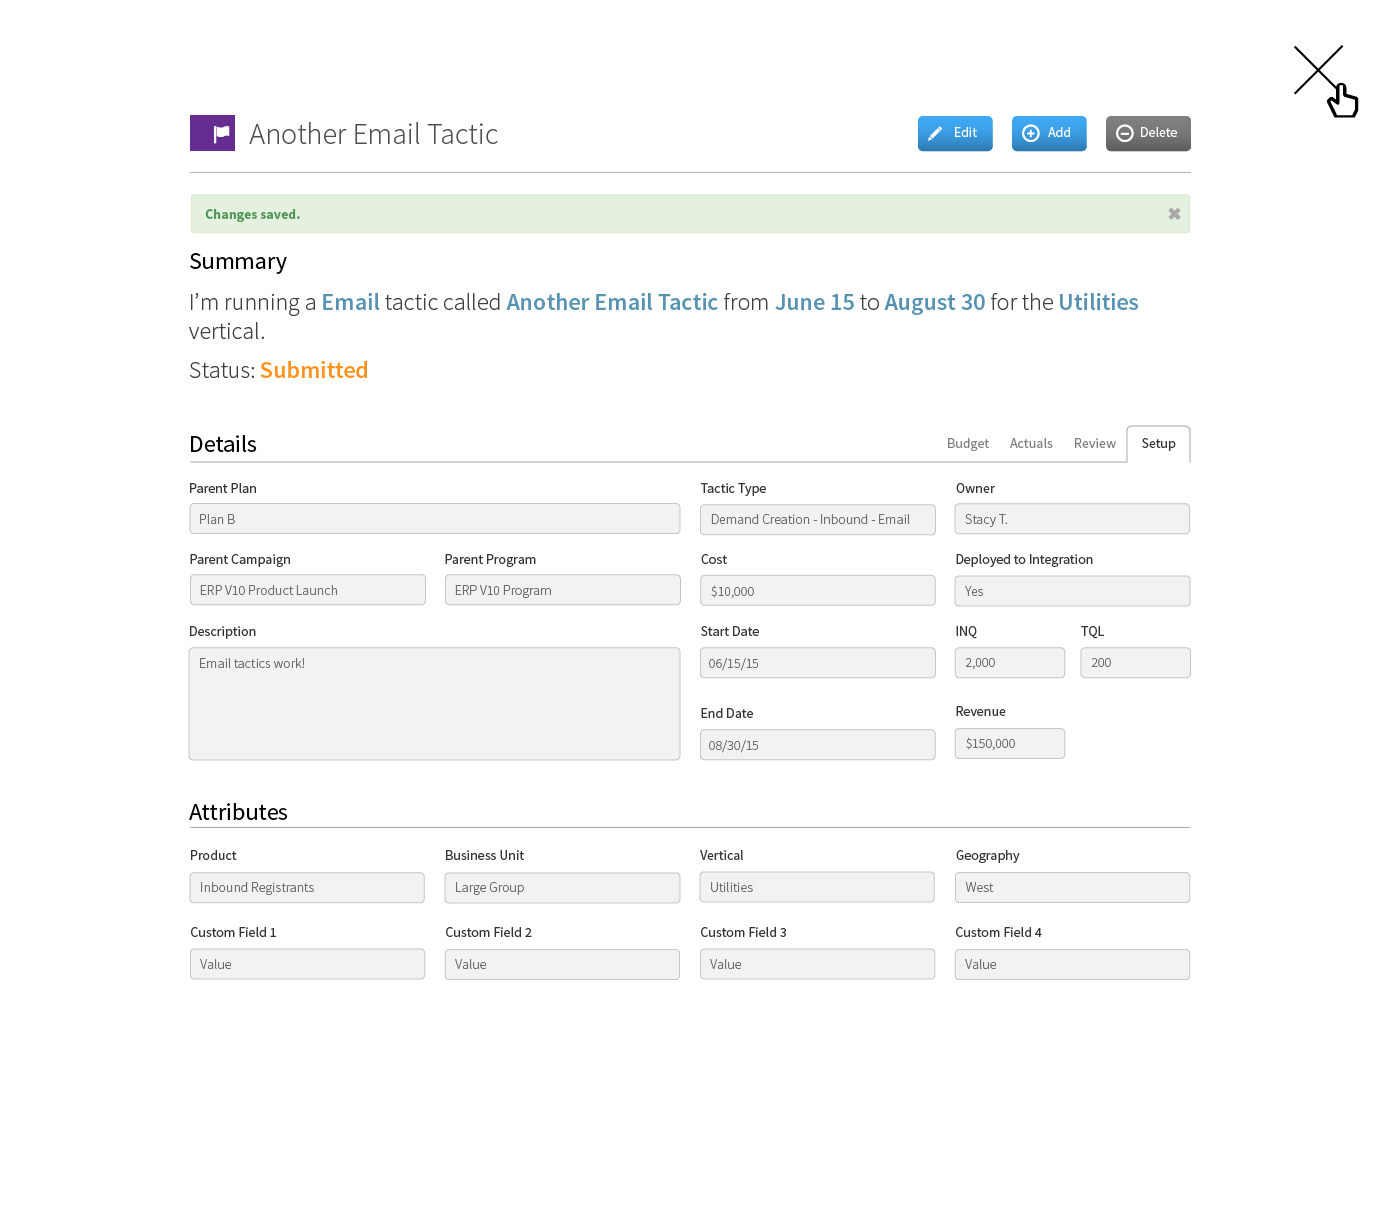 Another Email Tactic
Edit
Add
Delete
Changes saved.
Summary
I’m running a Email tactic called Another Email Tactic from June 15 to August 30 for the Utilities
vertical.
Status: Submitted
Details
Budget
Actuals
Review
Setup
Parent Plan
Tactic Type
Owner
Plan B
Demand Creation - Inbound - Email
Stacy T.
Parent Campaign
Parent Program
Cost
Deployed to Integration
ERP V10 Product Launch
ERP V10 Program
$10,000
Yes
Description
Start Date
INQ
TQL
Email tactics work!
06/15/15
2,000
200
End Date
Revenue
08/30/15
$150,000
Attributes
Product
Business Unit
Vertical
Geography
Inbound Registrants
Large Group
Utilities
West
Custom Field 1
Custom Field 2
Custom Field 3
Custom Field 4
Value
Value
Value
Value